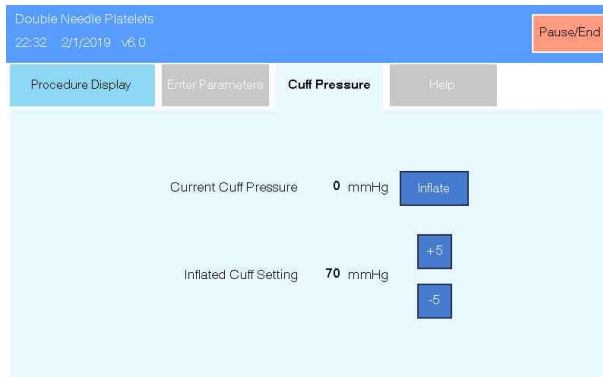 Double Needle Platelets
22:32 2/1/2019 v6.0
Pause/End
Procedure Display
Enter Parameters
Cuff Pressure
Help
Current Cuff Pressure 0 mmHg Inflate
+5
Inflated Cuff Setting 70 mmHg
-5